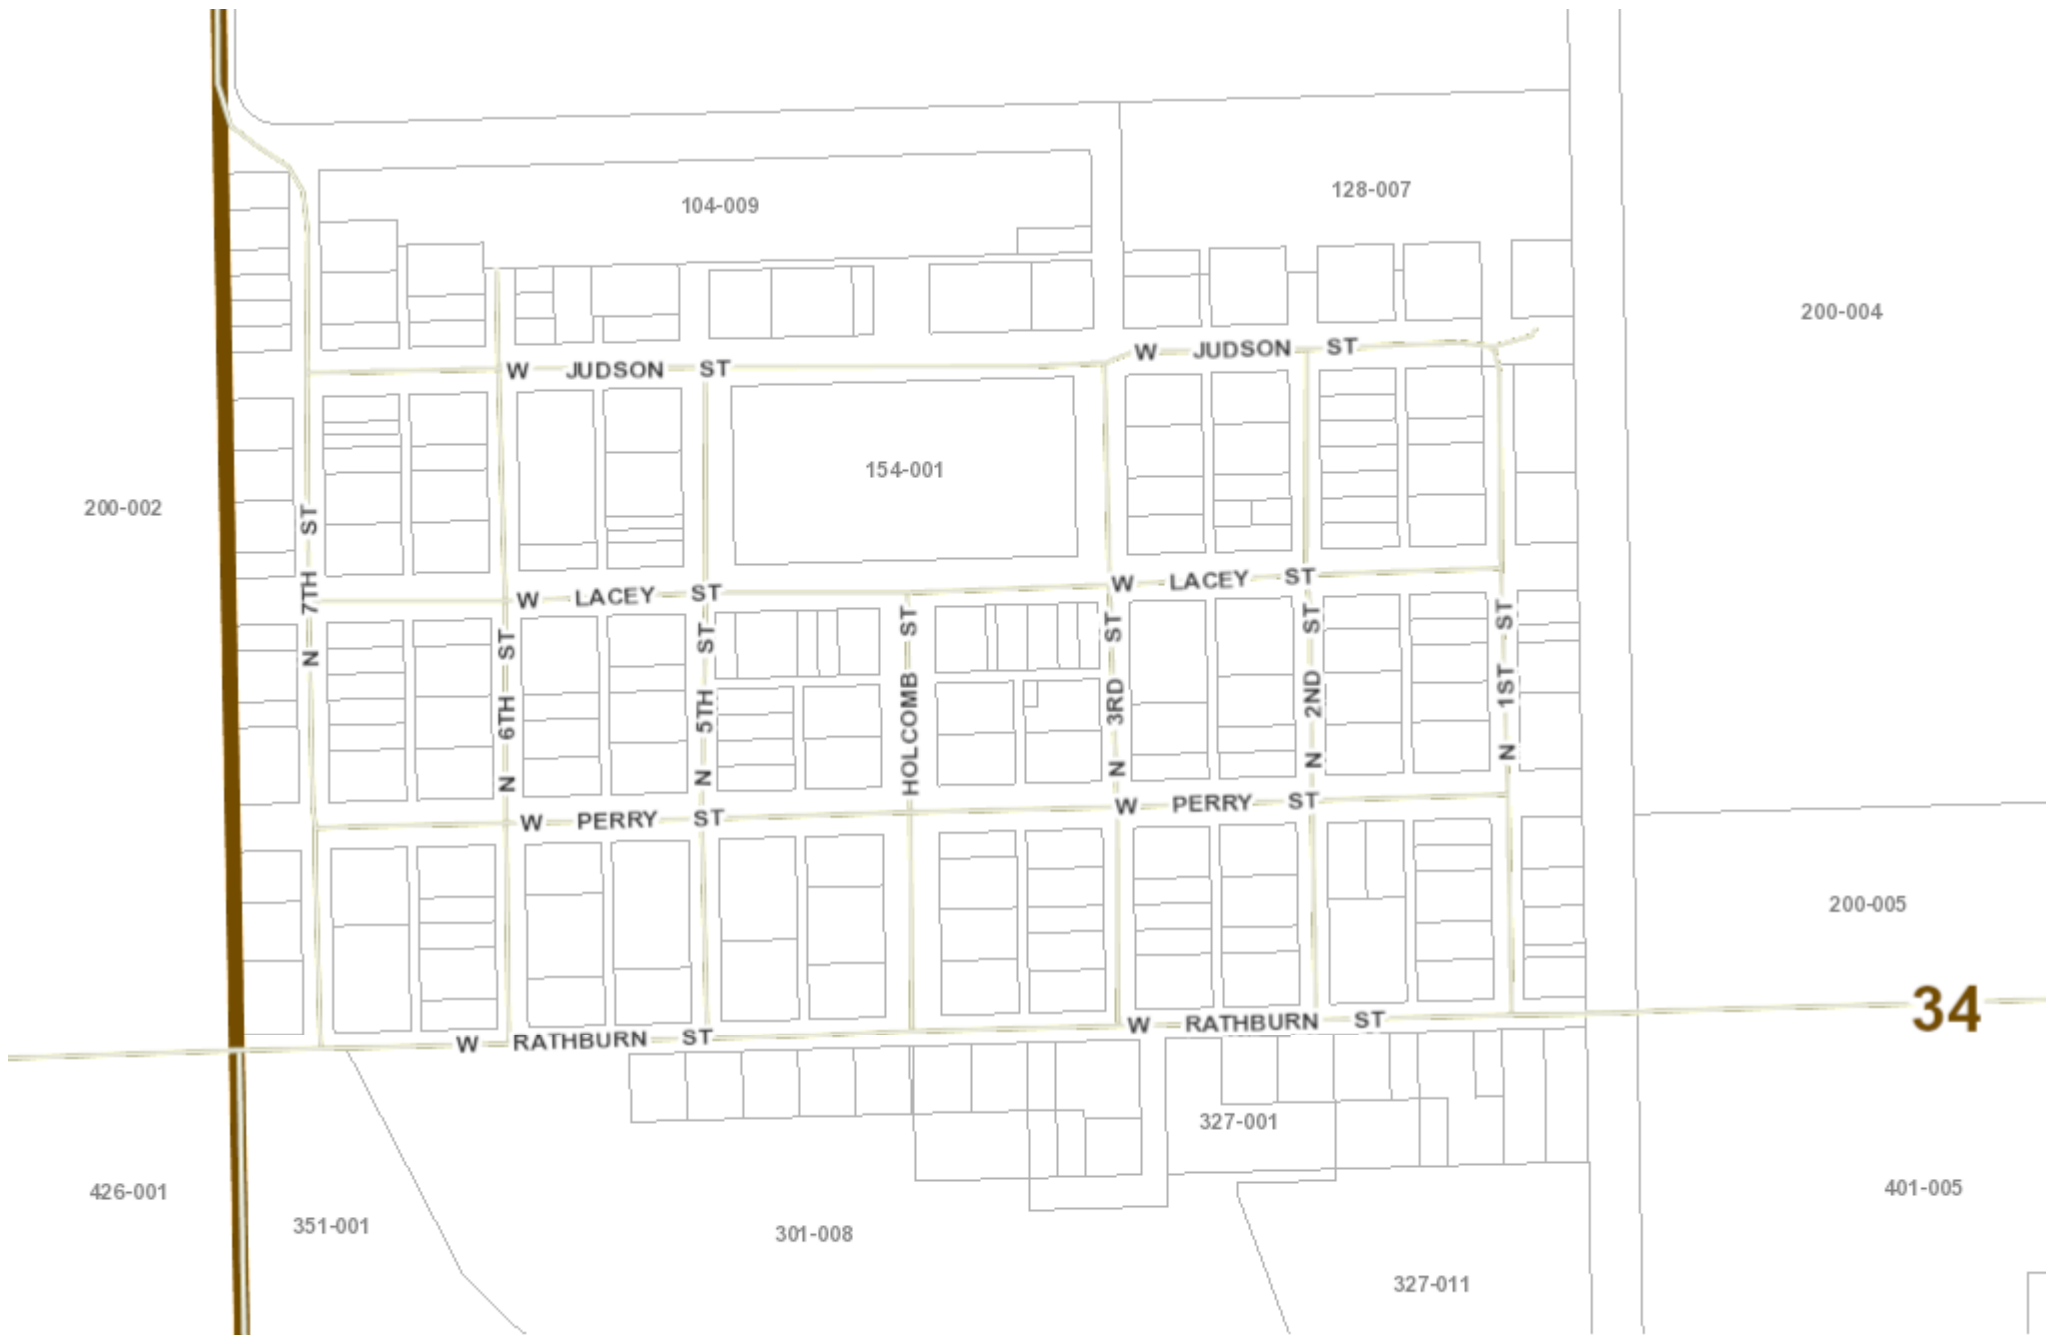 128-007
104-009
200-004
W JUDSON ST
W JUDSON ST
154-001
200-002
N 7TH ST
W LACEY ST
W LACEY ST
N 6TH ST
N 5TH ST
HOLCOMB ST
N 3RD ST
N 2ND ST
N 1ST ST
W PERRY ST
W PERRY ST
200-005
34
W RATHBURN ST
W RATHBURN ST
327-001
426-001
351-001
301-008
401-005
327-011